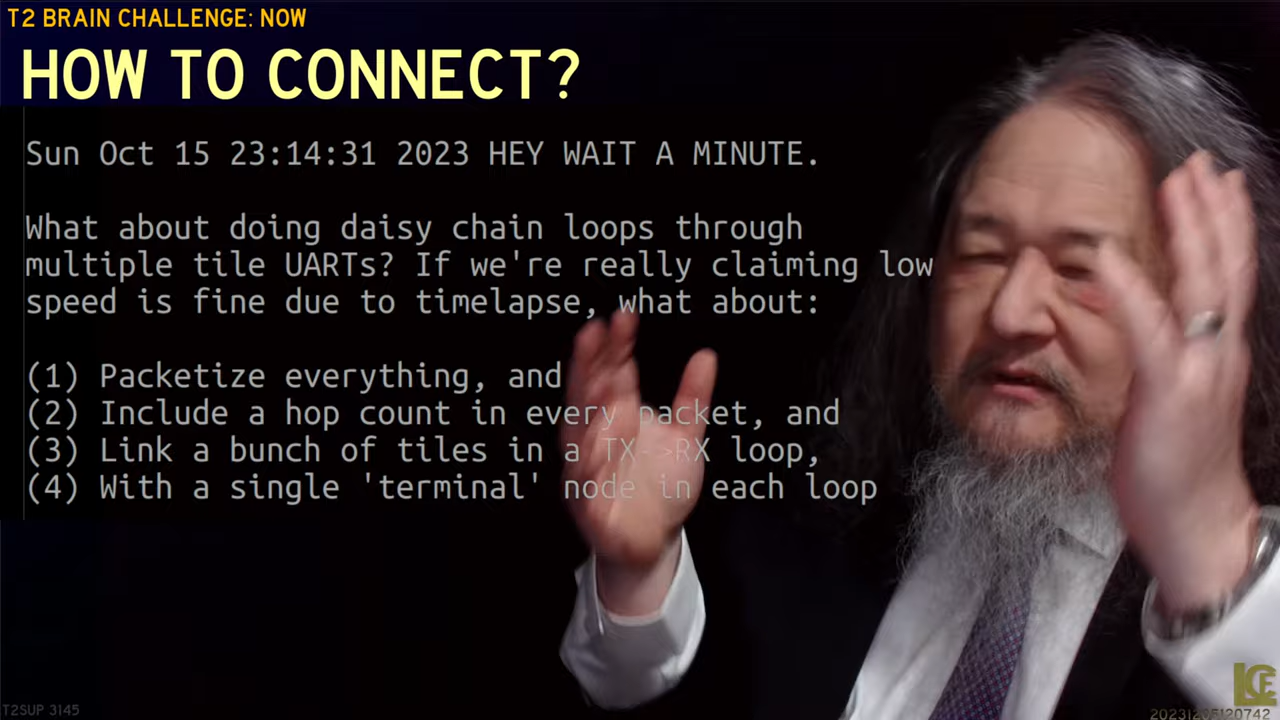 T2 BRAIN CHALLENGE: NOW
HOW TO CONNECT?
Sun Oct 15 23:14:31 2023 HEY WAIT A MINUTE.
What about doing daisy chain loops through
multiple tile UARTs? If we're really claiming low
speed is fine due to timelapse, what about:
(1) Packetize everything, and
(2) Include a hop count in every packet, and
(3) Link a bunch of tiles in a TX->RX loop,
(4) With a single 'terminal' node in each loop
T2SUP 3145